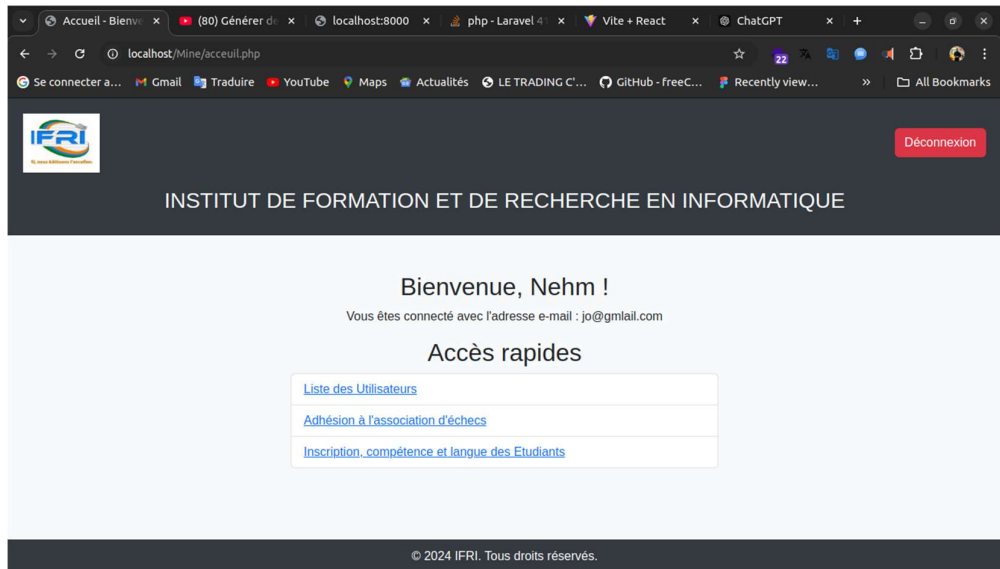 Accueil - Bienve
(80) Générer de
localhost:8000
php - Laravel 41
Vite + React
ChatGPT
localhost/Mine/acceuil.php
22
Se connecter a...
Gmail
Traduire
YouTube
Maps
Actualités
LE TRADING C'...
GitHub - freeC...
Recently view...
»
All Bookmarks
IFRI
Déconnexion
INSTITUT DE FORMATION ET DE RECHERCHE EN INFORMATIQUE
Bienvenue, Nehm !
Vous êtes connecté avec l'adresse e-mail : jo@gmlail.com
Accès rapides
Liste des Utilisateurs
Adhésion à l'association d'échecs
Inscription, compétence et langue des Etudiants
© 2024 IFRI. Tous droits réservés.